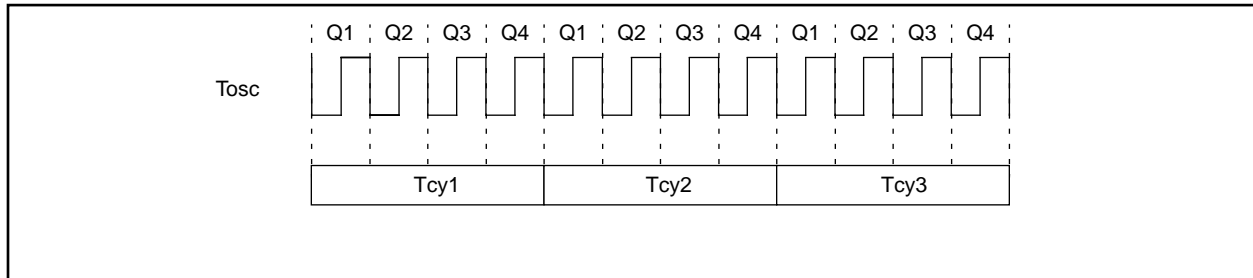 Q1 Q2 Q3 Q4 Q1 Q2 Q3 Q4 Q1 Q2 Q3 Q4
Tosc
Tcy1 Tcy2 Tcy3